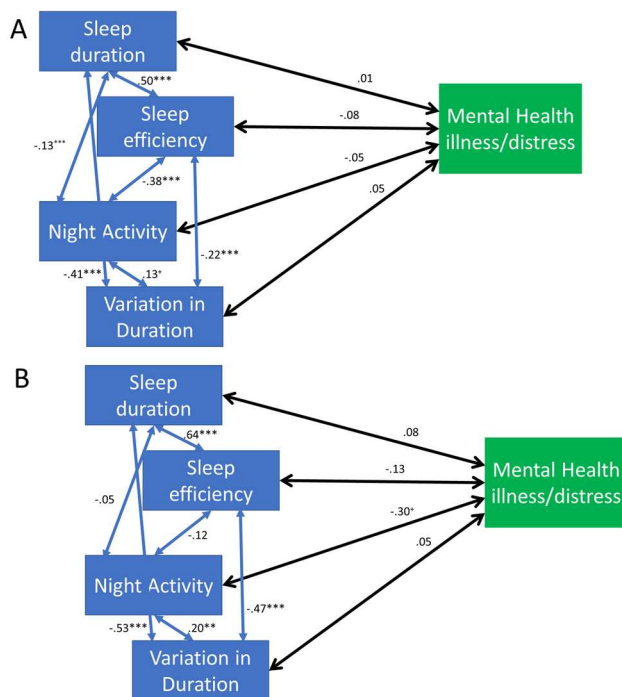 A
Sleep
duration
.50***
.01
Mental Health
illness/distress
Sleep
efficiency
-.08
-.13***
-.05
-.38***
.05
Night Activity
-.22***
-.41***
.13⁺
Variation in
Duration
B
Sleep
duration
.64***
.08
Mental Health
illness/distress
Sleep
efficiency
-.13
-.05
-.30⁺
-.12
.05
Night Activity
-.47***
-.53***
.20**
Variation in
Duration